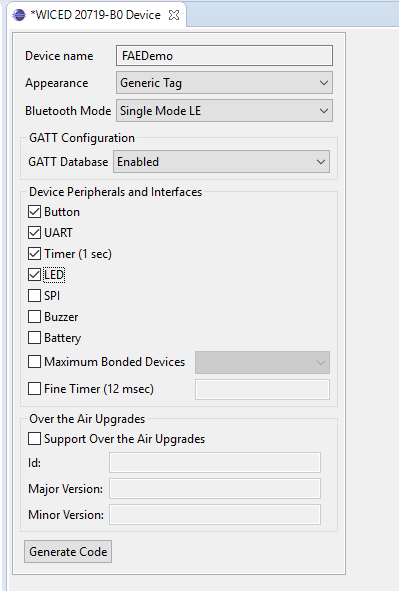 *WICED 20719-B0 Device
Device name FAEDemo
Appearance Generic Tag
Bluetooth Mode Single Mode LE
GATT Configuration
GATT Database Enabled
Device Peripherals and Interfaces
Button
UART
Timer (1 sec)
LED
SPI
Buzzer
Battery
Maximum Bonded Devices
Fine Timer (12 msec)
Over the Air Upgrades
Support Over the Air Upgrades
Id:
Major Version:
Minor Version:
Generate Code